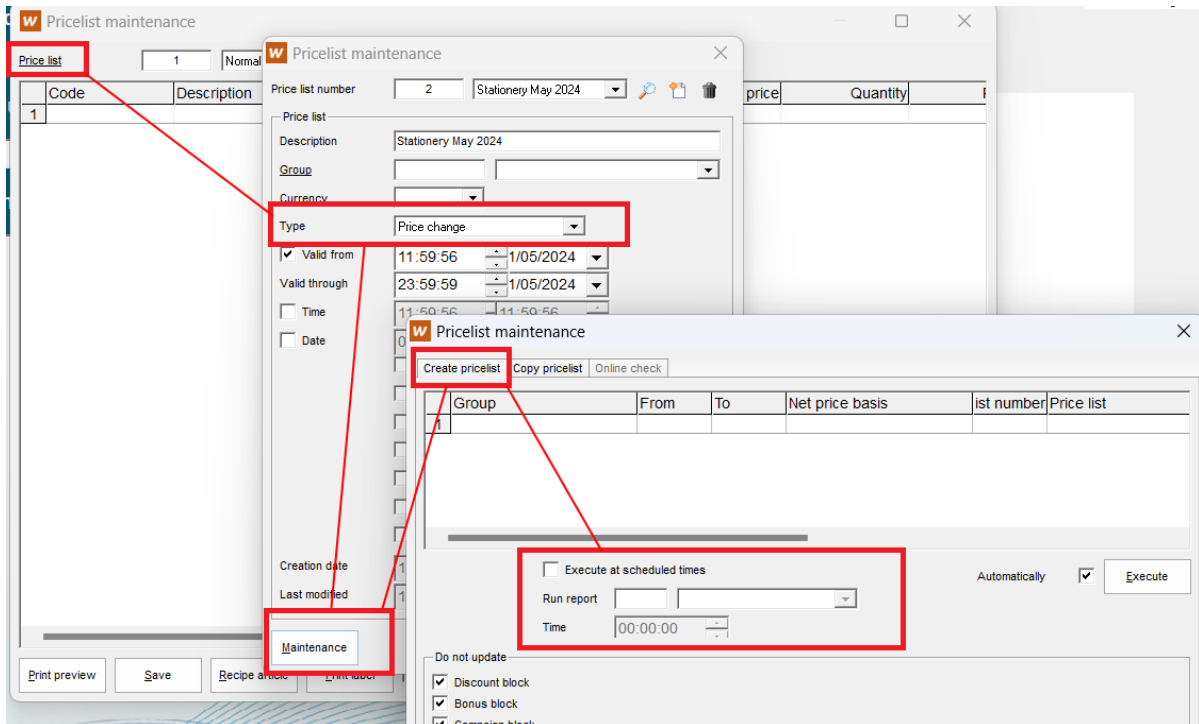 Pricelist maintenance
Price list 1 Normal
Code Description price Quantity
1
Pricelist maintenance
Price list number 2 Stationery May 2024
Price list
Description Stationery May 2024
Group
Currency
Type Price change
Valid from 11:59:56 1/05/2024
Valid through 23:59:59 1/05/2024
Time 11:59:56 11:59:56
Date
Creation date
Last modified
Maintenance
Print preview Save Recipe article Print label
Pricelist maintenance
Create pricelist Copy pricelist Online check
Group From To Net price basis ist number Price list
1
Execute at scheduled times
Run report
Time 00:00:00
Automatically Execute
Do not update
Discount block
Bonus block
Campaign block